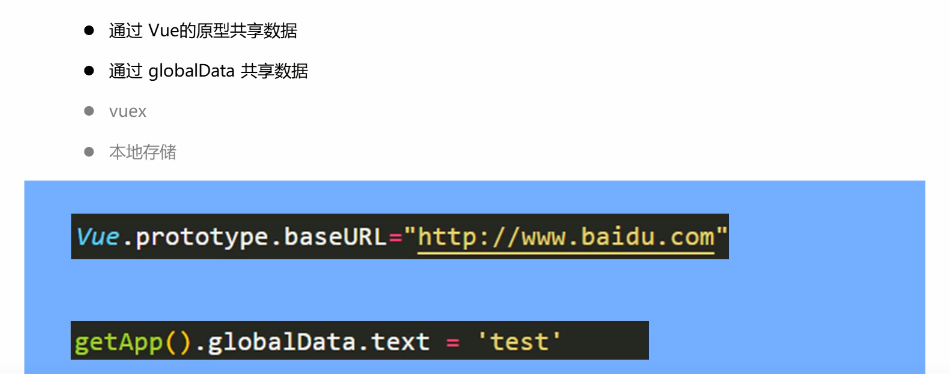 通过 Vue的原型共享数据
通过 globalData 共享数据
vuex
本地存储
Vue.prototype.baseURL="http://www.baidu.com"
getApp().globalData.text = 'test'